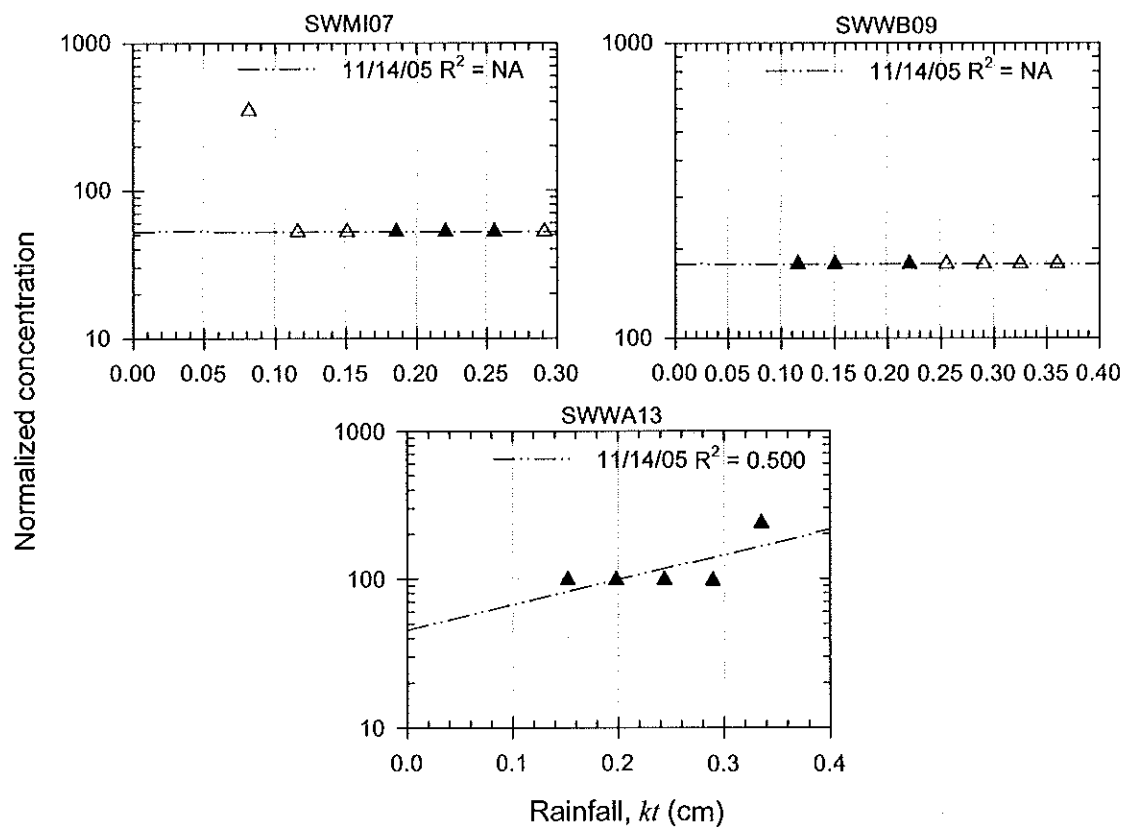 SWMI07
1000
11/14/05 R² = NA
100
10
0.00 0.05 0.10 0.15 0.20 0.25 0.30
SWWB09
1000
11/14/05 R² = NA
100
0.00 0.05 0.10 0.15 0.20 0.25 0.30 0.35 0.40
Normalized concentration
SWWA13
1000
11/14/05 R² = 0.500
100
10
0.0 0.1 0.2 0.3 0.4
Rainfall, kt (cm)